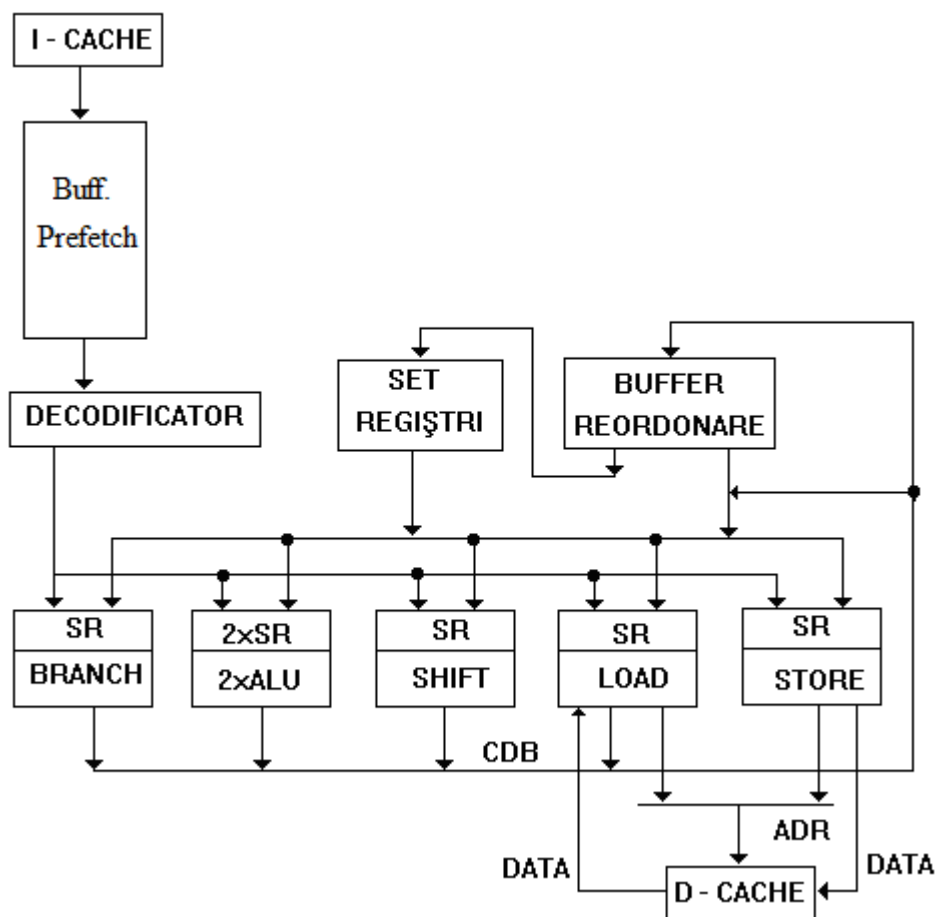 I - CACHE
Buff.
Prefetch
SET
REGIŞTRI
BUFFER
REORDONARE
DECODIFICATOR
SR
BRANCH
2xSR
2xALU
SR
SHIFT
SR
LOAD
SR
STORE
CDB
ADR
DATA
DATA
D - CACHE